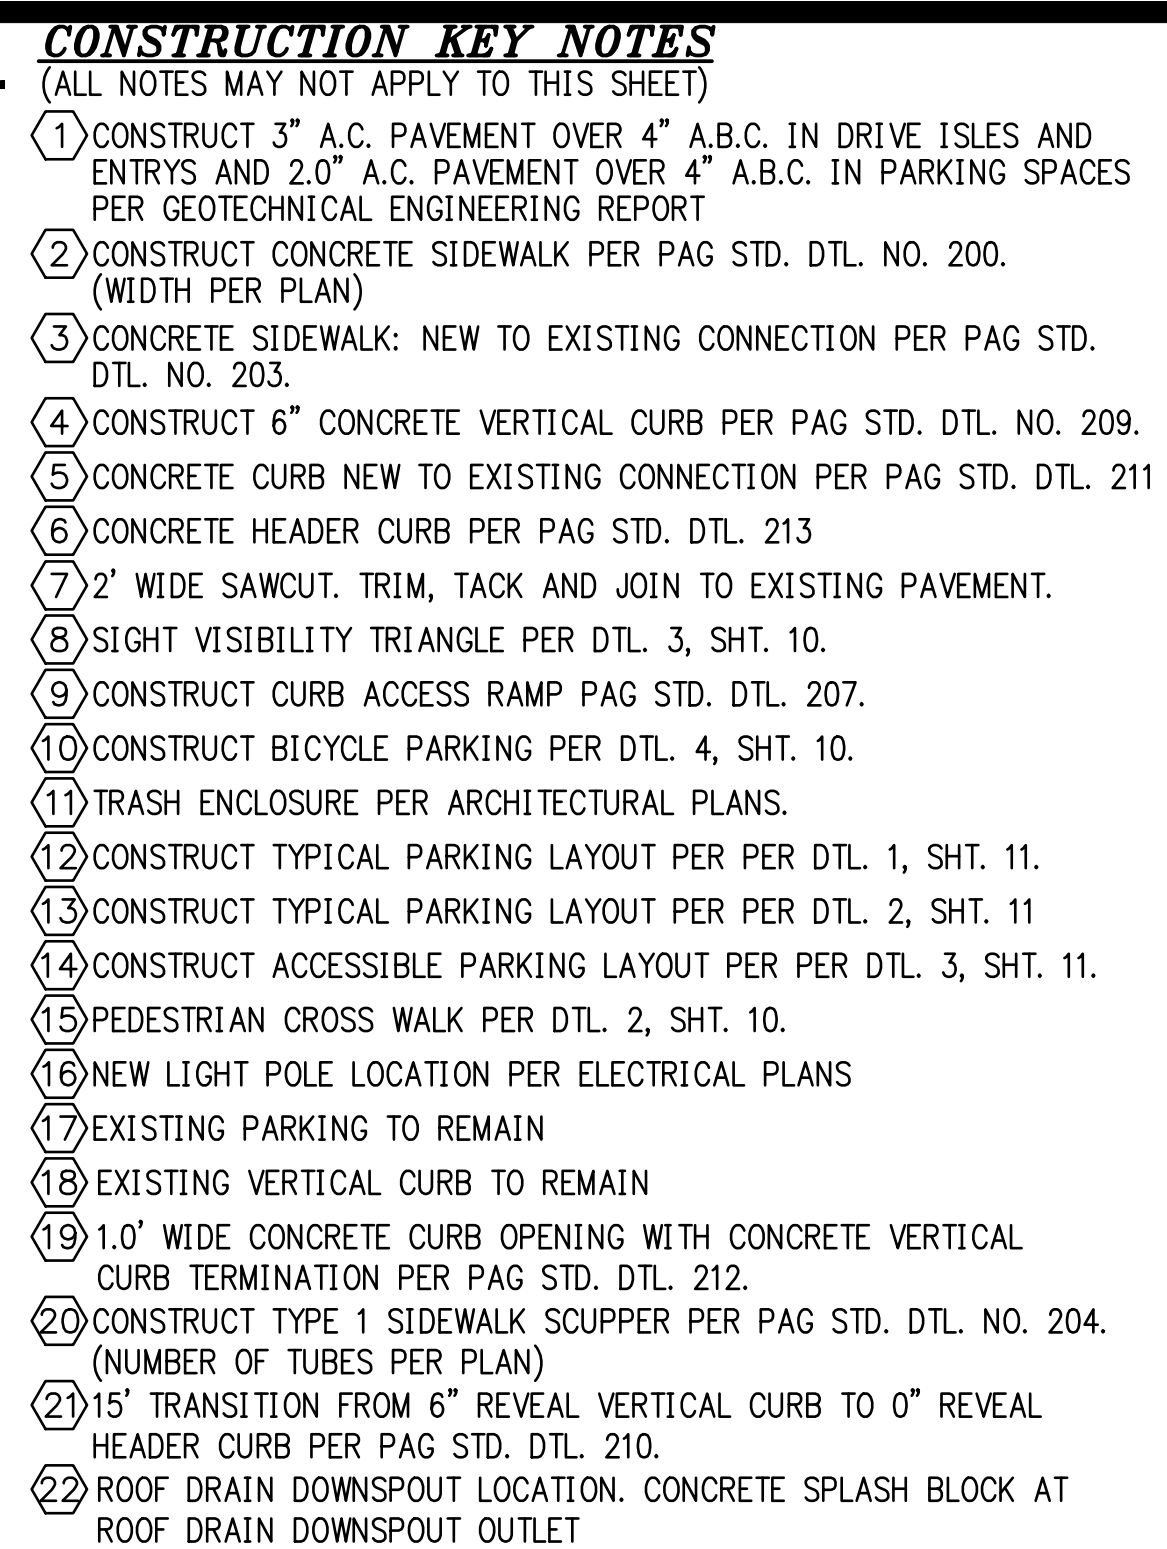 CONSTRUCTION KEY NOTES
(ALL NOTES MAY NOT APPLY TO THIS SHEET)
1 CONSTRUCT 3" A.C. PAVEMENT OVER 4" A.B.C. IN DRIVE ISLES AND
ENTRYS AND 2.0" A.C. PAVEMENT OVER 4" A.B.C. IN PARKING SPACES
PER GEOTECHNICAL ENGINEERING REPORT
2 CONSTRUCT CONCRETE SIDEWALK PER PAG STD. DTL. NO. 200.
(WIDTH PER PLAN)
3 CONCRETE SIDEWALK: NEW TO EXISTING CONNECTION PER PAG STD.
DTL. NO. 203.
4 CONSTRUCT 6" CONCRETE VERTICAL CURB PER PAG STD. DTL. NO. 209.
5 CONCRETE CURB NEW TO EXISTING CONNECTION PER PAG STD. DTL. 211
6 CONCRETE HEADER CURB PER PAG STD. DTL. 213
7 2' WIDE SAWCUT. TRIM, TACK AND JOIN TO EXISTING PAVEMENT.
8 SIGHT VISIBILITY TRIANGLE PER DTL. 3, SHT. 10.
9 CONSTRUCT CURB ACCESS RAMP PAG STD. DTL. 207.
10 CONSTRUCT BICYCLE PARKING PER DTL. 4, SHT. 10.
11 TRASH ENCLOSURE PER ARCHITECTURAL PLANS.
12 CONSTRUCT TYPICAL PARKING LAYOUT PER PER DTL. 1, SHT. 11.
13 CONSTRUCT TYPICAL PARKING LAYOUT PER PER DTL. 2, SHT. 11
14 CONSTRUCT ACCESSIBLE PARKING LAYOUT PER PER DTL. 3, SHT. 11.
15 PEDESTRIAN CROSS WALK PER DTL. 2, SHT. 10.
16 NEW LIGHT POLE LOCATION PER ELECTRICAL PLANS
17 EXISTING PARKING TO REMAIN
18 EXISTING VERTICAL CURB TO REMAIN
19 1.0' WIDE CONCRETE CURB OPENING WITH CONCRETE VERTICAL
CURB TERMINATION PER PAG STD. DTL. 212.
20 CONSTRUCT TYPE 1 SIDEWALK SCUPPER PER PAG STD. DTL. NO. 204.
(NUMBER OF TUBES PER PLAN)
21 15' TRANSITION FROM 6" REVEAL VERTICAL CURB TO 0" REVEAL
HEADER CURB PER PAG STD. DTL. 210.
22 ROOF DRAIN DOWNSPOUT LOCATION. CONCRETE SPLASH BLOCK AT
ROOF DRAIN DOWNSPOUT OUTLET